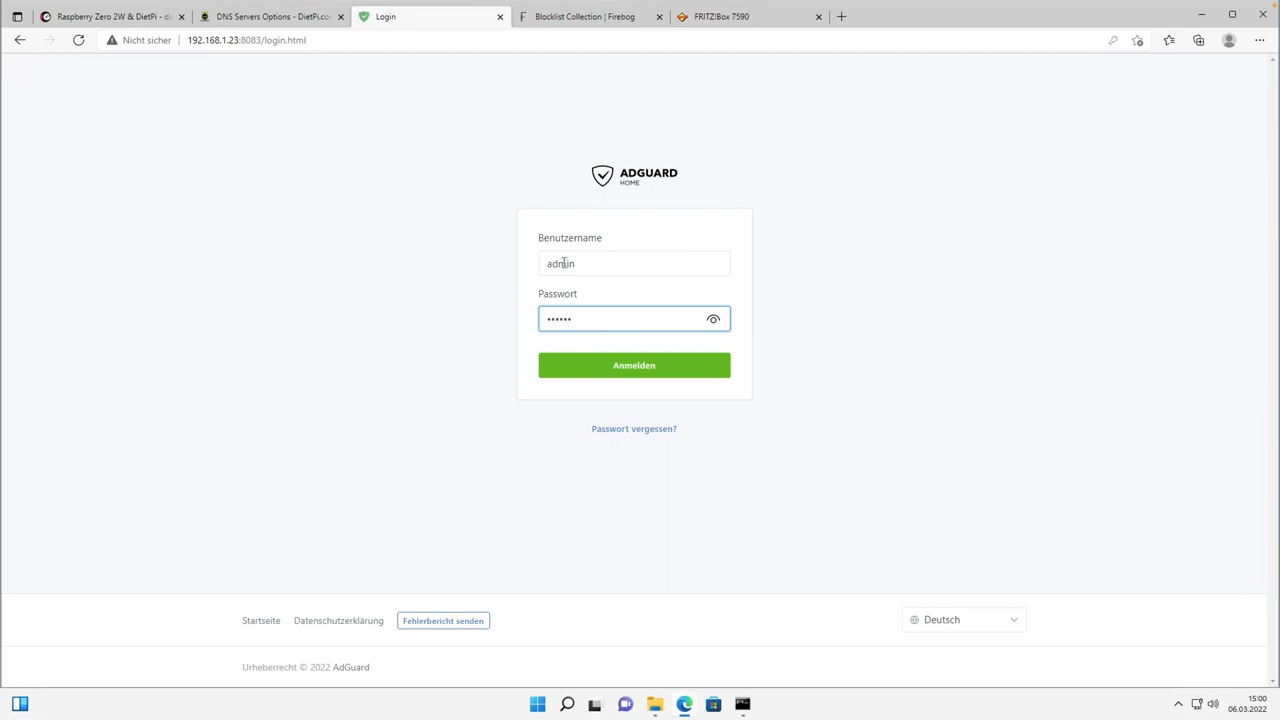 Raspberry Zero 2W & DietPi - da
DNS Servers Options - DietPi.co
Login
Blocklist Collection | Firebog
FRITZ!Box 7590
Nicht sicher
192.168.1.23:8083/login.html
ADGUARD
HOME
Benutzername
admin
Passwort
••••••
Anmelden
Passwort vergessen?
Startseite
Datenschutzerklärung
Fehlerbericht senden
Deutsch
Urheberrecht © 2022 AdGuard
15:00
06.03.2022